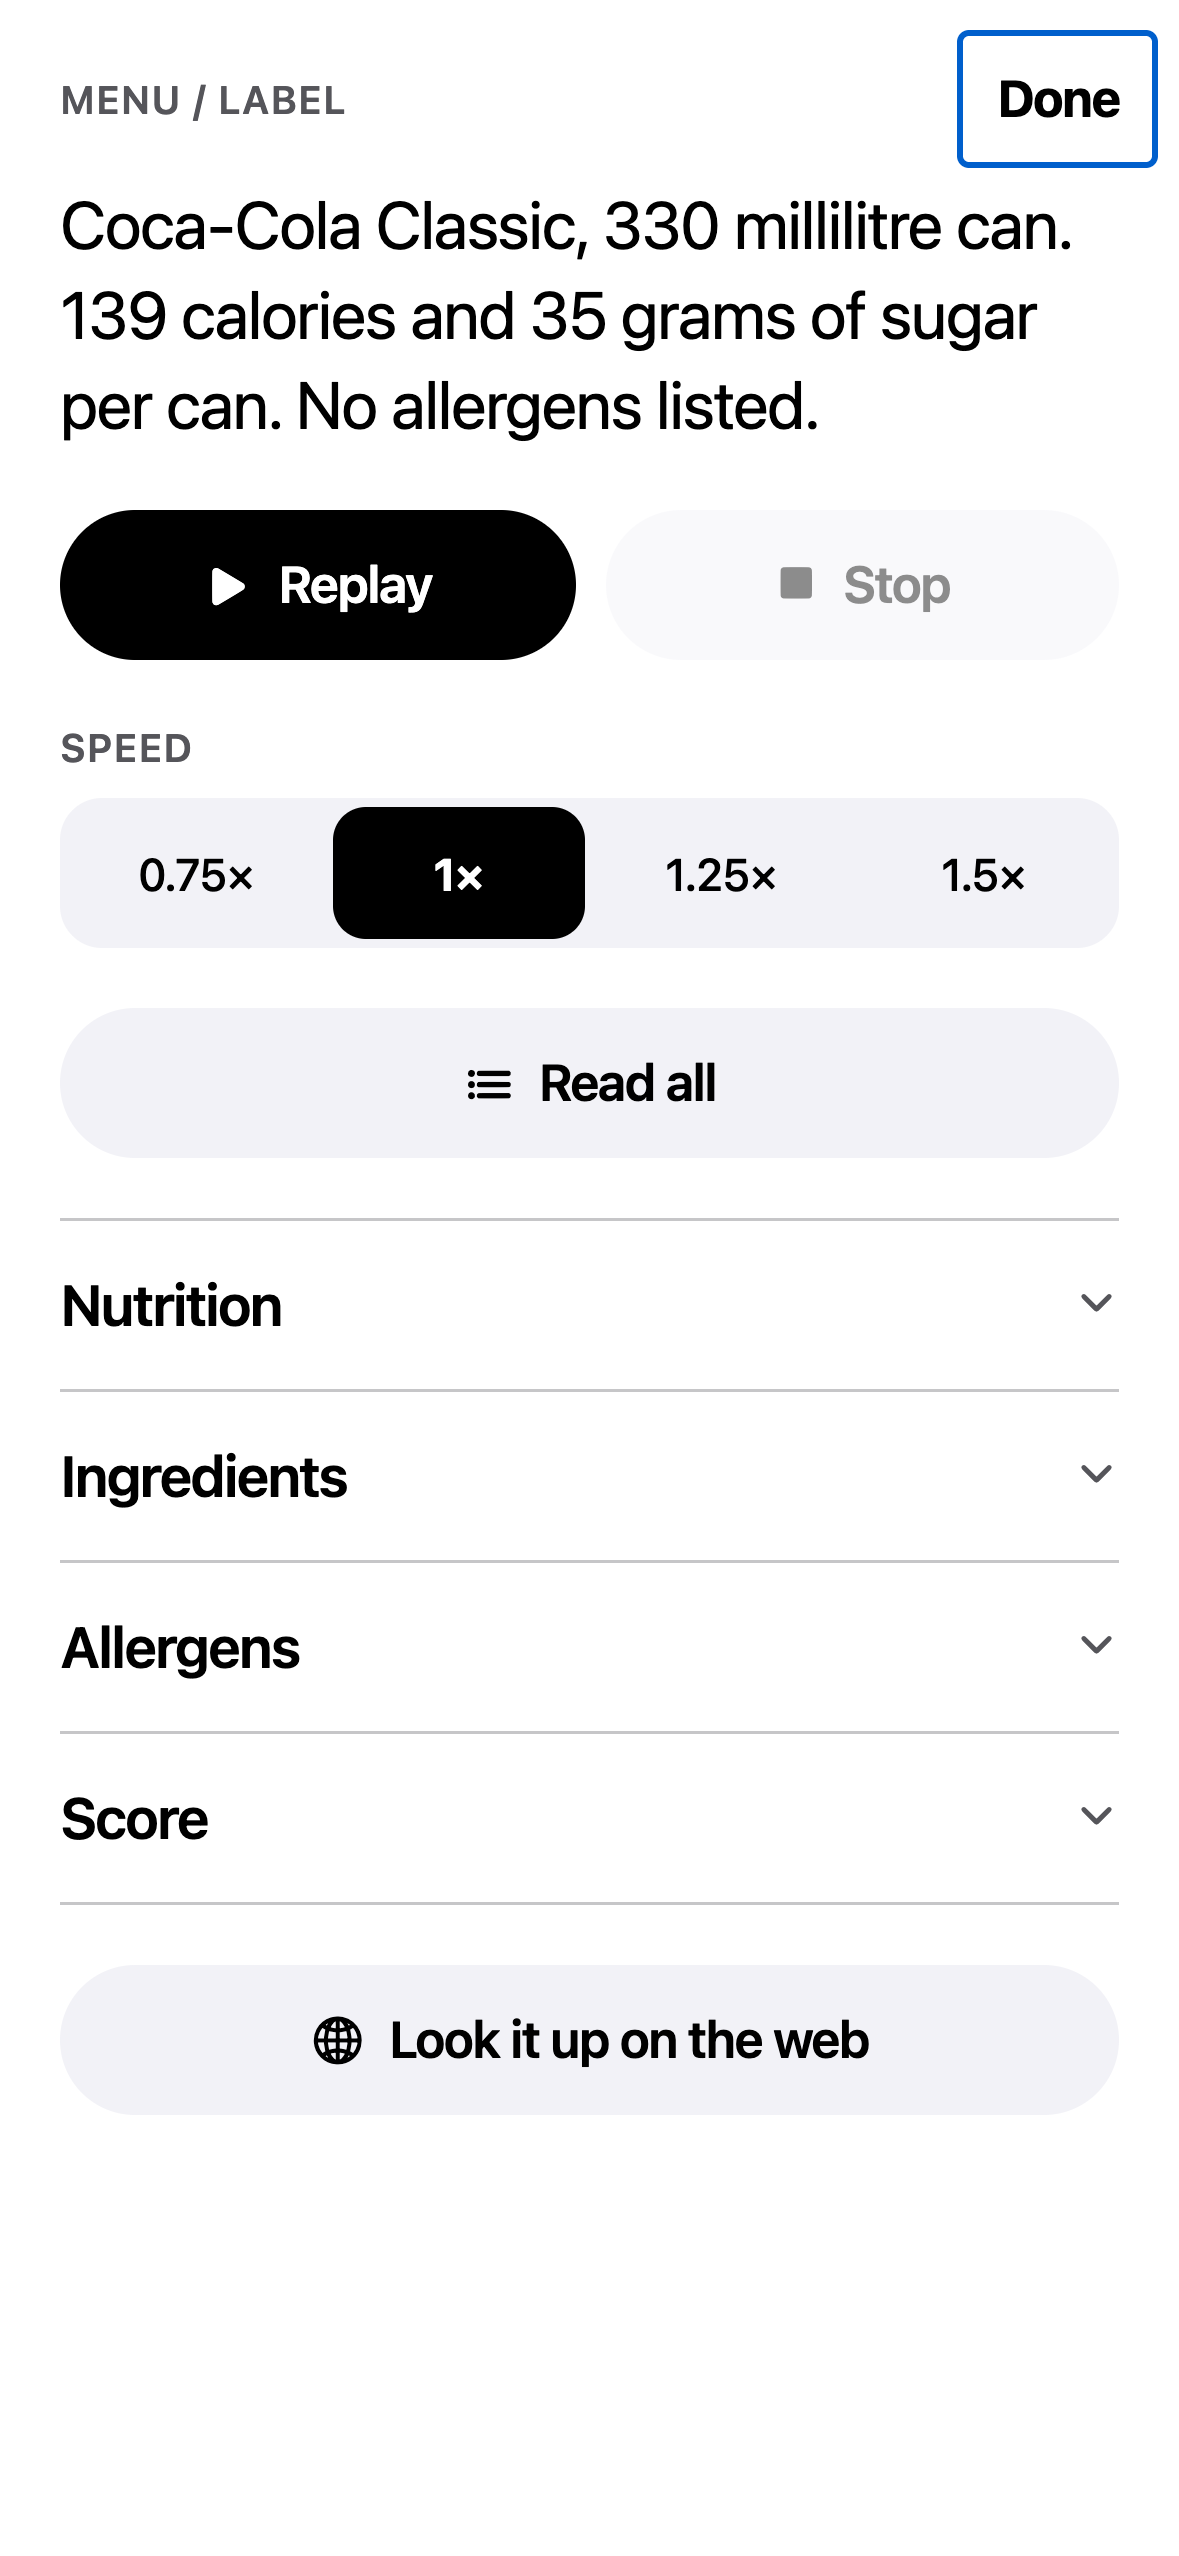 MENU / LABEL
Done
Coca-Cola Classic, 330 millilitre can.
139 calories and 35 grams of sugar
per can. No allergens listed.
Replay
Stop
SPEED
0.75×
1×
1.25×
1.5×
Read all
Nutrition
Ingredients
Allergens
Score
Look it up on the web